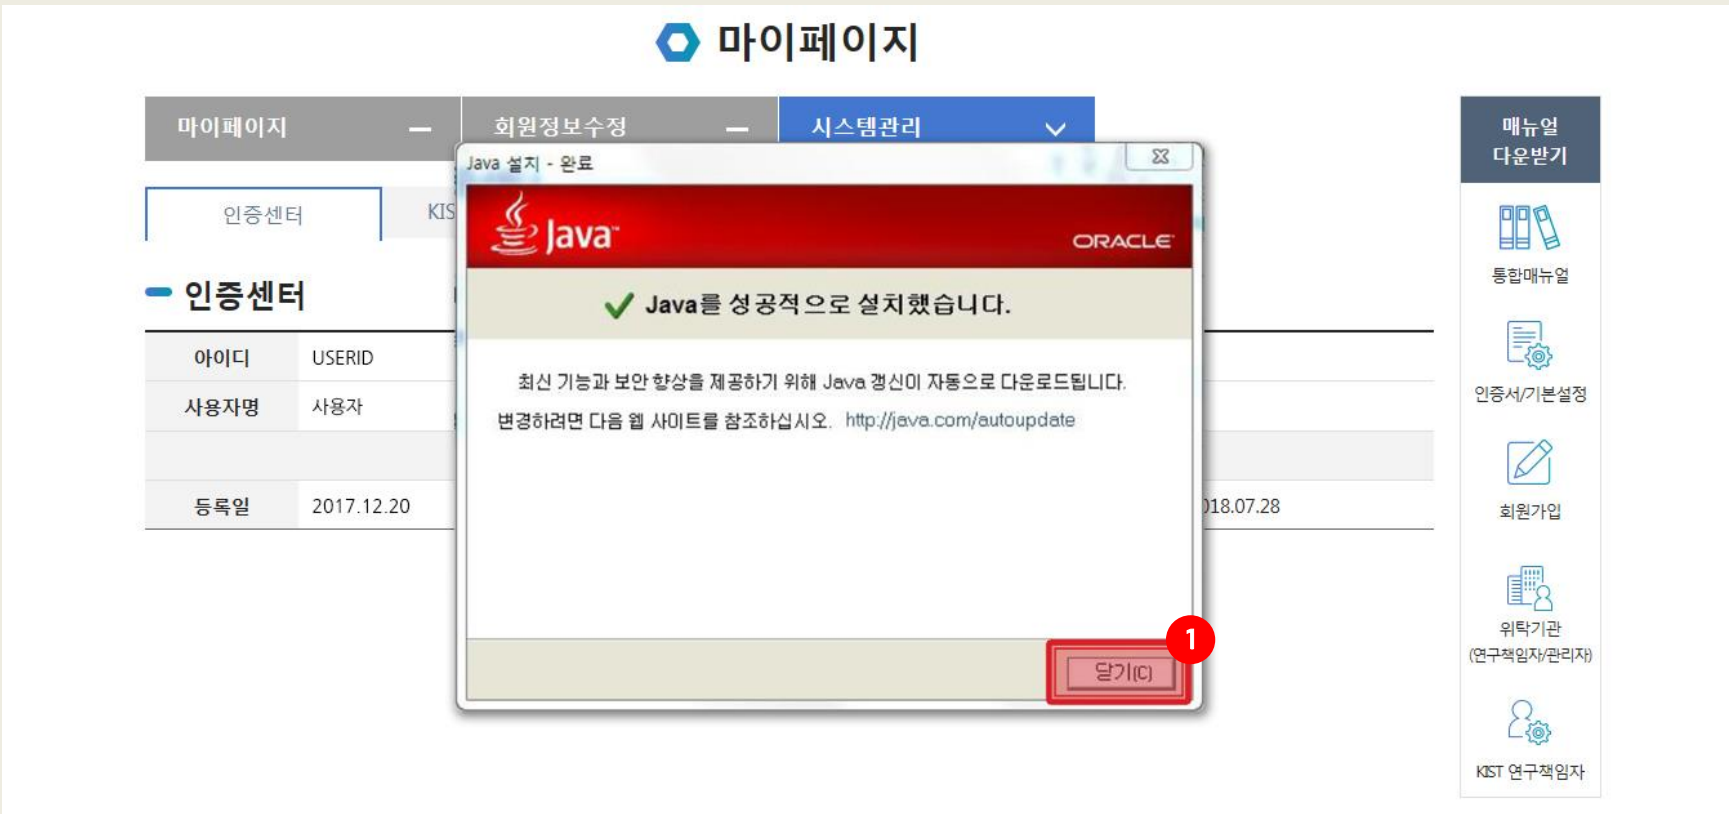 마이페이지
마이페이지
회원정보수정
시스템관리
인증센터
KIS
인증센터
아이디 USERID
사용자명 사용자
등록일 2017.12.20
018.07.28
Java 설치 - 완료
Java™
ORACLE
Java를 성공적으로 설치했습니다.
최신 기능과 보안 향상을 제공하기 위해 Java 갱신이 자동으로 다운로드됩니다.
변경하려면 다음 웹 사이트를 참조하십시오. http://java.com/autoupdate
1
닫기(C)
매뉴얼
다운받기
통합매뉴얼
인증서/기본설정
회원가입
위탁기관
(연구책임자/관리자)
KIST 연구책임자